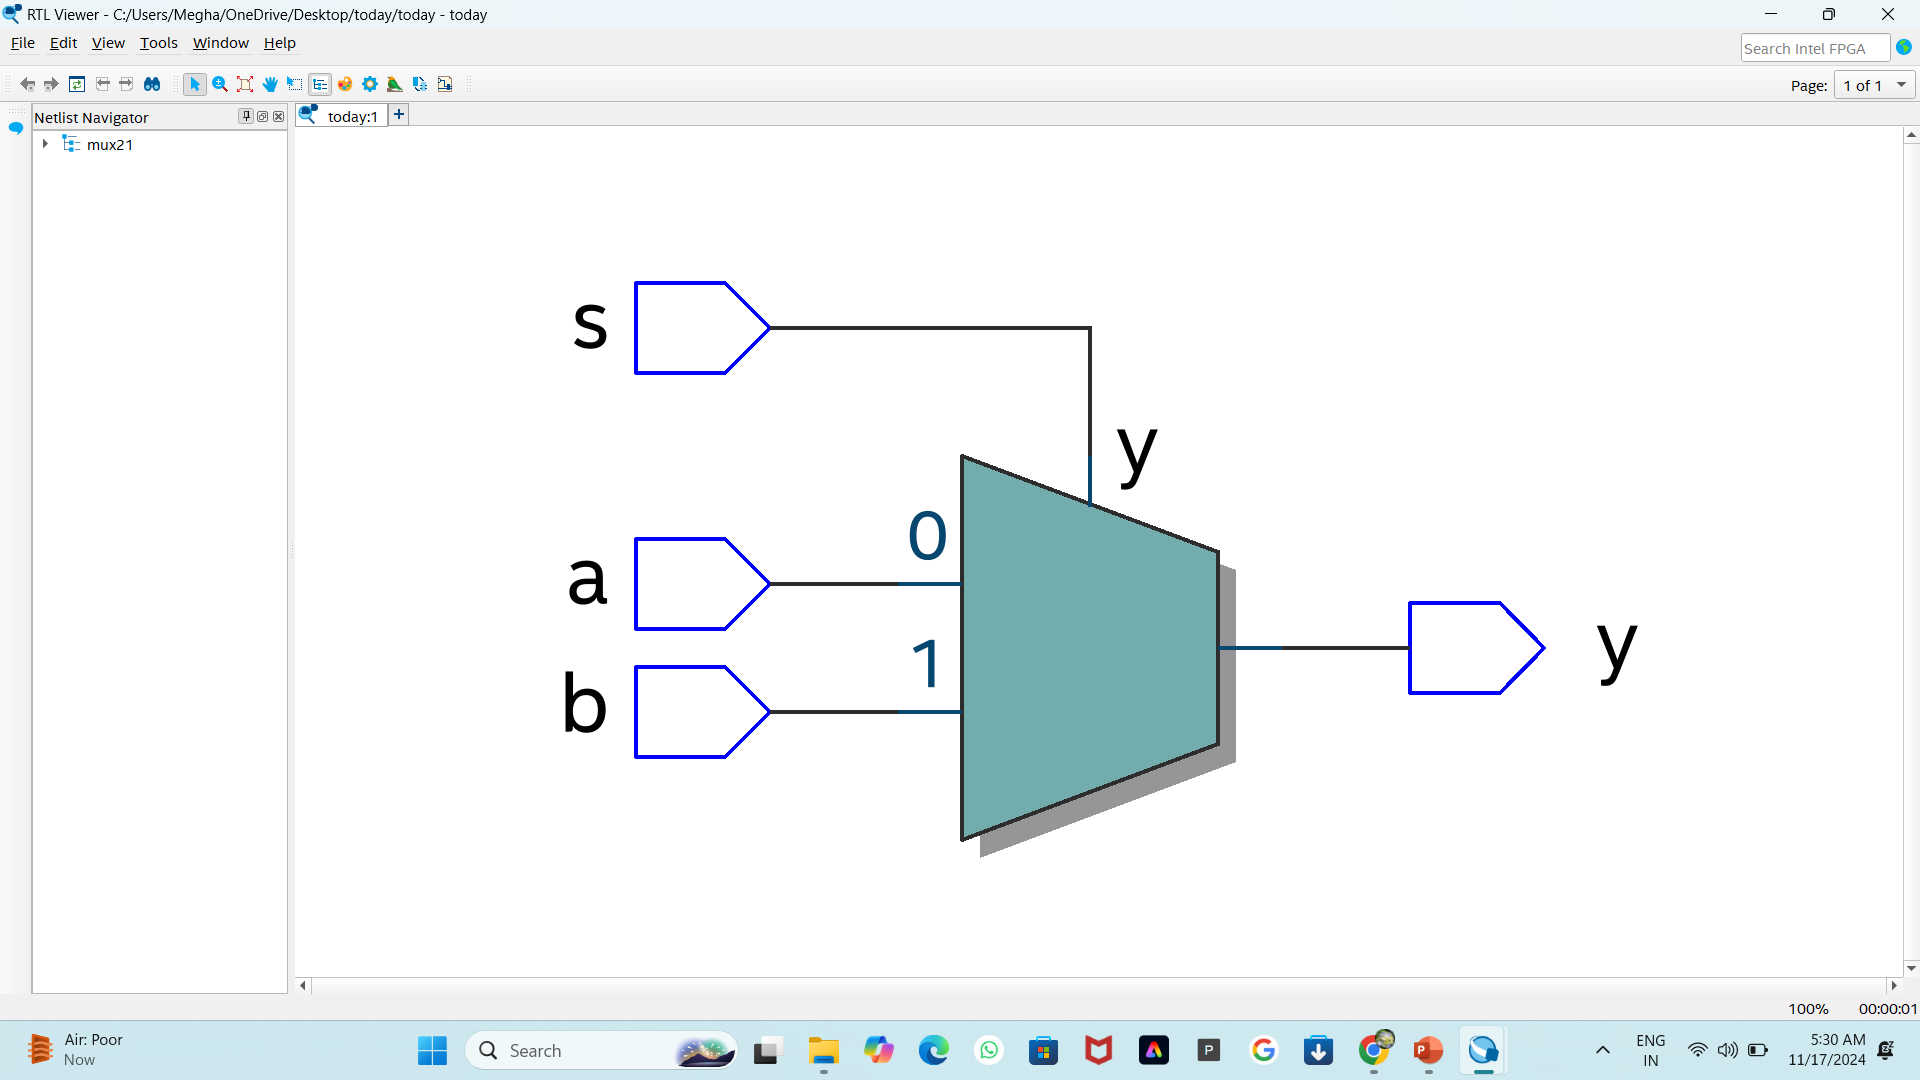 RTL Viewer - C:/Users/Megha/OneDrive/Desktop/today/today - today
File Edit View Tools Window Help
Search Intel FPGA
Page: 1 of 1
Netlist Navigator
today:1
mux21
s
y
0
a
1
b
y
100% 00:00:01
Air: Poor
Now
Search
P
ENG
IN
5:30 AM
11/17/2024